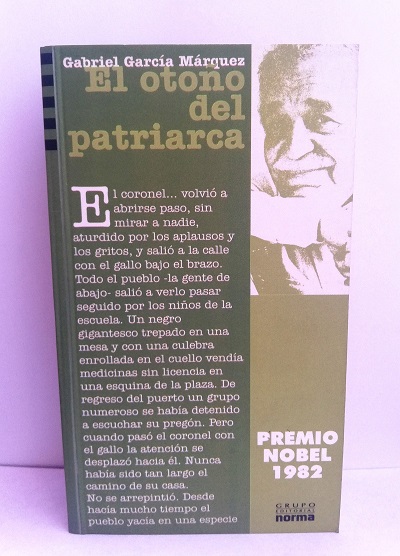 Gabriel García Márquez
El otoño
del
patriarca
El coronel... volvió a
abrirse paso, sin
mirar a nadie,
aturdido por los aplausos y
los gritos, y salió a la calle
con el gallo bajo el brazo.
Todo el pueblo -la gente de
abajo- salió a verlo pasar
seguido por los niños de la
escuela. Un negro
gigantesco trepado en una
mesa y con una culebra
enrollada en el cuello vendía
medicinas sin licencia en
una esquina de la plaza. De
regreso del puerto un grupo
numeroso se había detenido
a escuchar su pregón. Pero
cuando pasó el coronel con
el gallo la atención se
desplazó hacia él. Nunca
había sido tan largo el
camino de su casa.
No se arrepintió. Desde
hacía mucho tiempo el
pueblo yacía en una especie
PREMIO
NOBEL
1982
GRUPO
EDITORIAL
norma